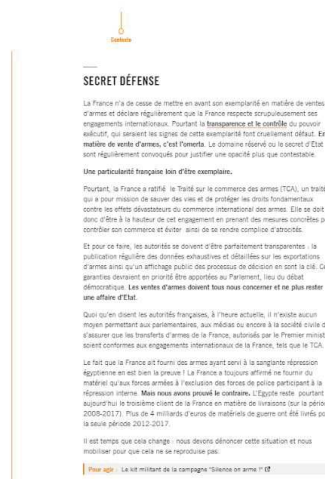 Contexte
SECRET DÉFENSE
La France n'a de cesse de mettre en avant son exemplarité en matière de ventes
d'armes et déclare régulièrement que la France respecte scrupuleusement ses
engagements internationaux. Pourtant la transparence et le contrôle du pouvoir
exécutif, qui seraient les signes de cette exemplarité font cruellement défaut. En
matière de vente d'armes, c'est l'omerta. Le domaine réservé ou le secret d'Etat
sont régulièrement convoqués pour justifier une opacité plus que contestable.
Une particularité française loin d'être exemplaire.
Pourtant, la France a ratifié le Traité sur le commerce des armes (TCA), un traité
qui a pour mission de sauver des vies et de protéger les droits fondamentaux
contre les effets dévastateurs du commerce international des armes. Elle se doit
donc d'être à la hauteur de cet engagement en prenant des mesures concrètes p
contrôler son commerce et éviter ainsi de se rendre complice d'atrocités.
Et pour ce faire, les autorités se doivent d'être parfaitement transparentes : la
publication régulière des données exhaustives et détaillées sur les exportations
d'armes ainsi qu'un affichage public des processus de décision en sont la clé. Ce
garanties devraient en priorité être apportées au Parlement, lieu du débat
démocratique. Les ventes d'armes doivent tous nous concerner et ne plus rester
une affaire d'Etat.
Quoi qu'en disent les autorités françaises, à l'heure actuelle, il n'existe aucun
moyen permettant aux parlementaires, aux médias ou encore à la société civile d
s'assurer que les transferts d'armes de la France, autorisés par le Premier minist
soient conformes aux engagements internationaux de la France, tels que le TCA.
Le fait que la France ait fourni des armes ayant servi à la sanglante répression
égyptienne en est bien la preuve ! La France a toujours affirmé ne fournir du
matériel qu'aux forces armées à l'exclusion des forces de police participant à la
répression interne. Mais nous avons prouvé le contraire. L'Egypte reste pourtant
aujourd'hui le troisième client de la France en matière de livraisons (sur la pério
2008-2017). Plus de 4 milliards d'euros de matériels de guerre ont été livrés po
la seule période 2012-2017.
Il est temps que cela change : nous devons dénoncer cette situation et nous
mobiliser pour que cela ne se reproduise pas.
Pour agir : Le kit militant de la campagne "Silence on arme !"